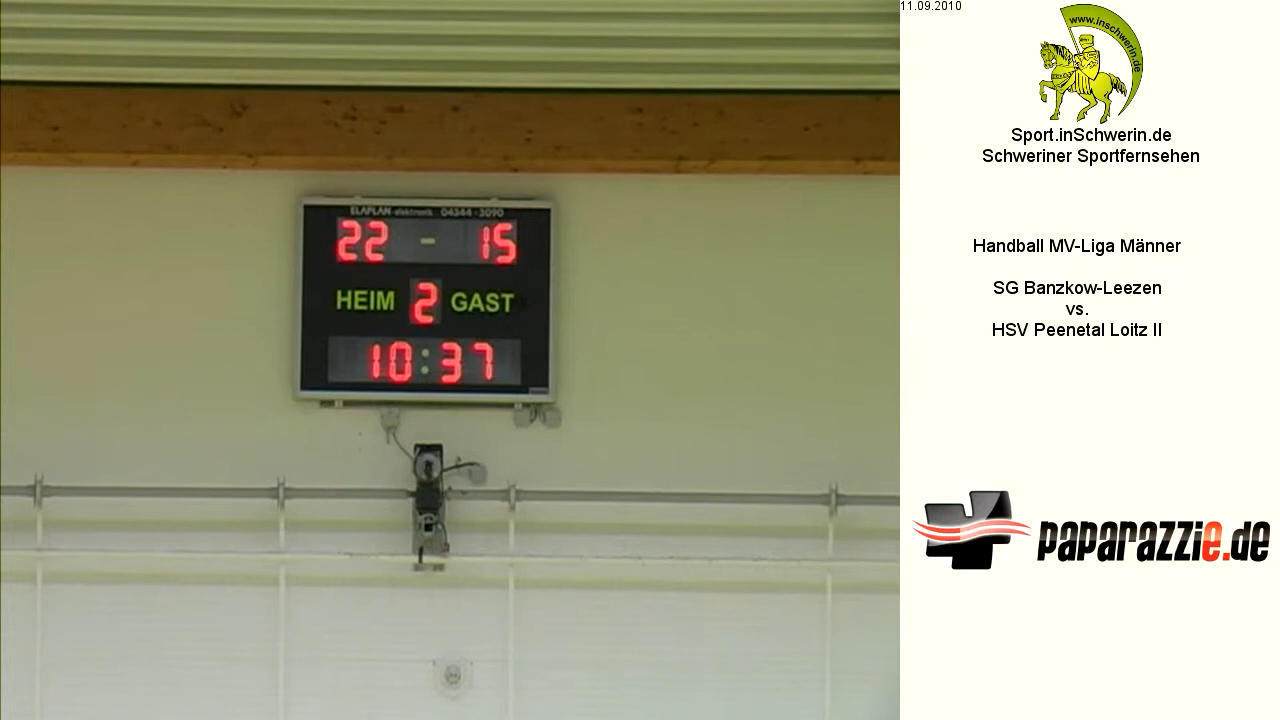 ELAPLAN elektronik 04344 - 3090
22 - 15
HEIM 2 GAST
10:37
11.09.2010
www.inschwerin.de
Sport.inSchwerin.de
Schweriner Sportfernsehen
Handball MV-Liga Männer
SG Banzkow-Leezen
vs.
HSV Peenetal Loitz II
paparazzie.de